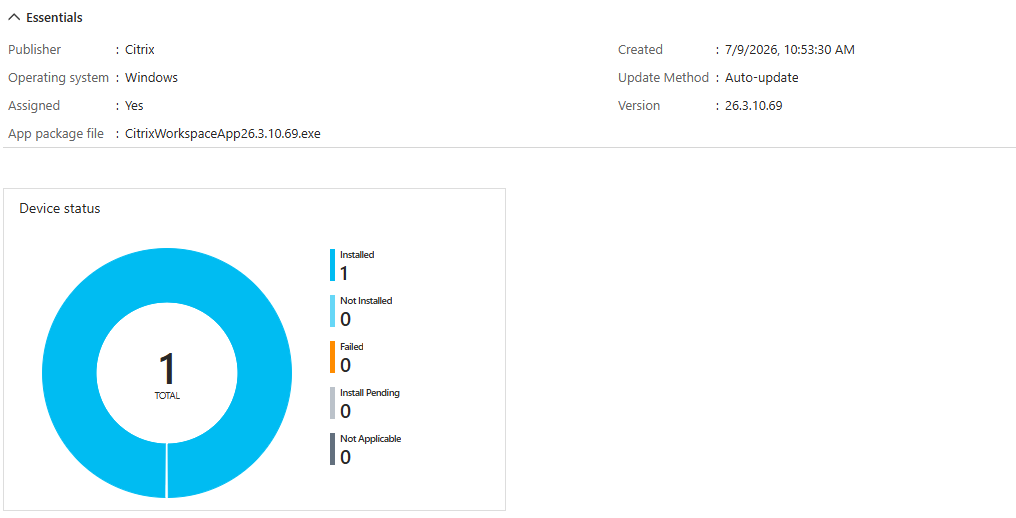 Essentials
Publisher : Citrix
Created : 7/9/2026, 10:53:30 AM
Operating system : Windows
Update Method : Auto-update
Assigned : Yes
Version : 26.3.10.69
App package file : CitrixWorkspaceApp26.3.10.69.exe
Device status
1
TOTAL
Installed
1
Not Installed
0
Failed
0
Install Pending
0
Not Applicable
0